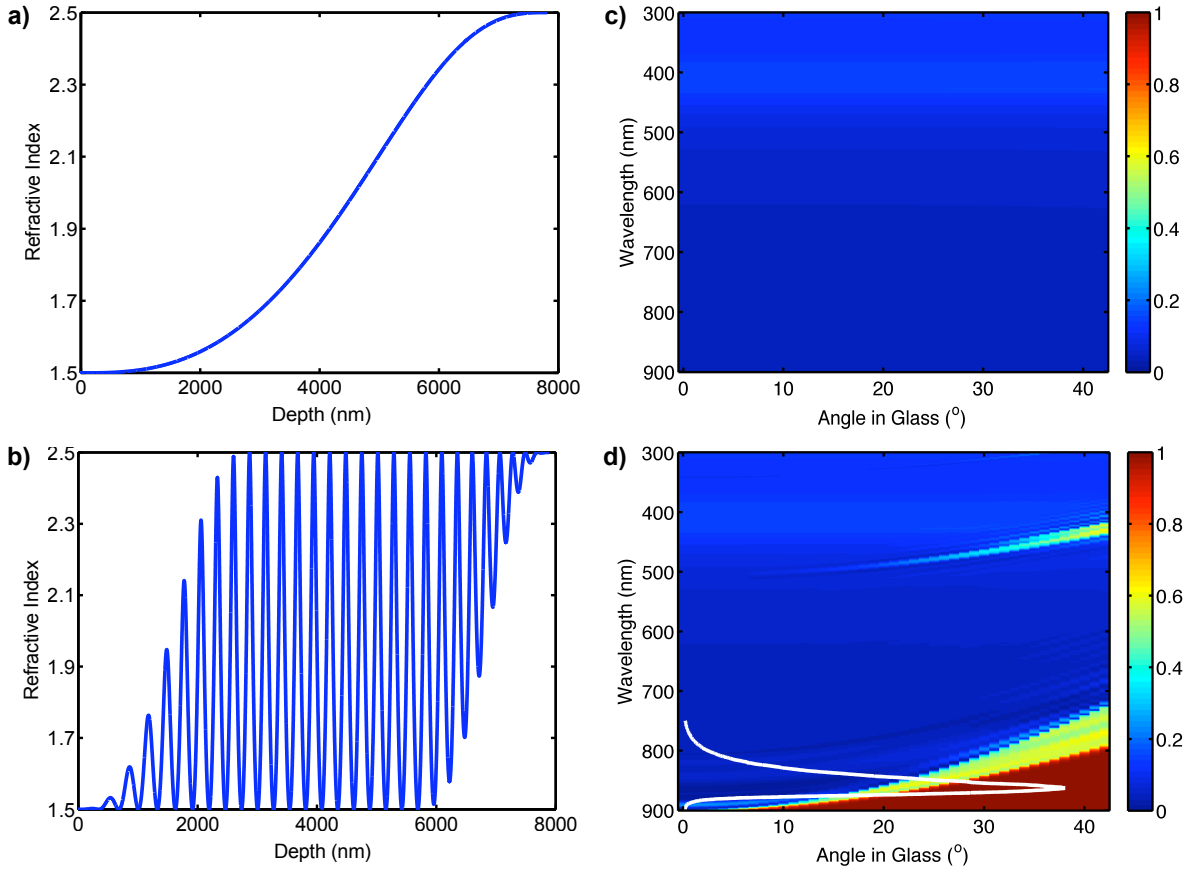 a)
2.5
2.3
2.1
1.9
1.7
1.5
Refractive Index
0 2000 4000 6000 8000
Depth (nm)
c)
300
400
500
600
700
800
900
Wavelength (nm)
0 10 20 30 40
Angle in Glass (o)
1
0.8
0.6
0.4
0.2
0
b)
2.5
2.3
2.1
1.9
1.7
1.5
Refractive Index
0 2000 4000 6000 8000
Depth (nm)
d)
300
400
500
600
700
800
900
Wavelength (nm)
0 10 20 30 40
Angle in Glass (o)
1
0.8
0.6
0.4
0.2
0